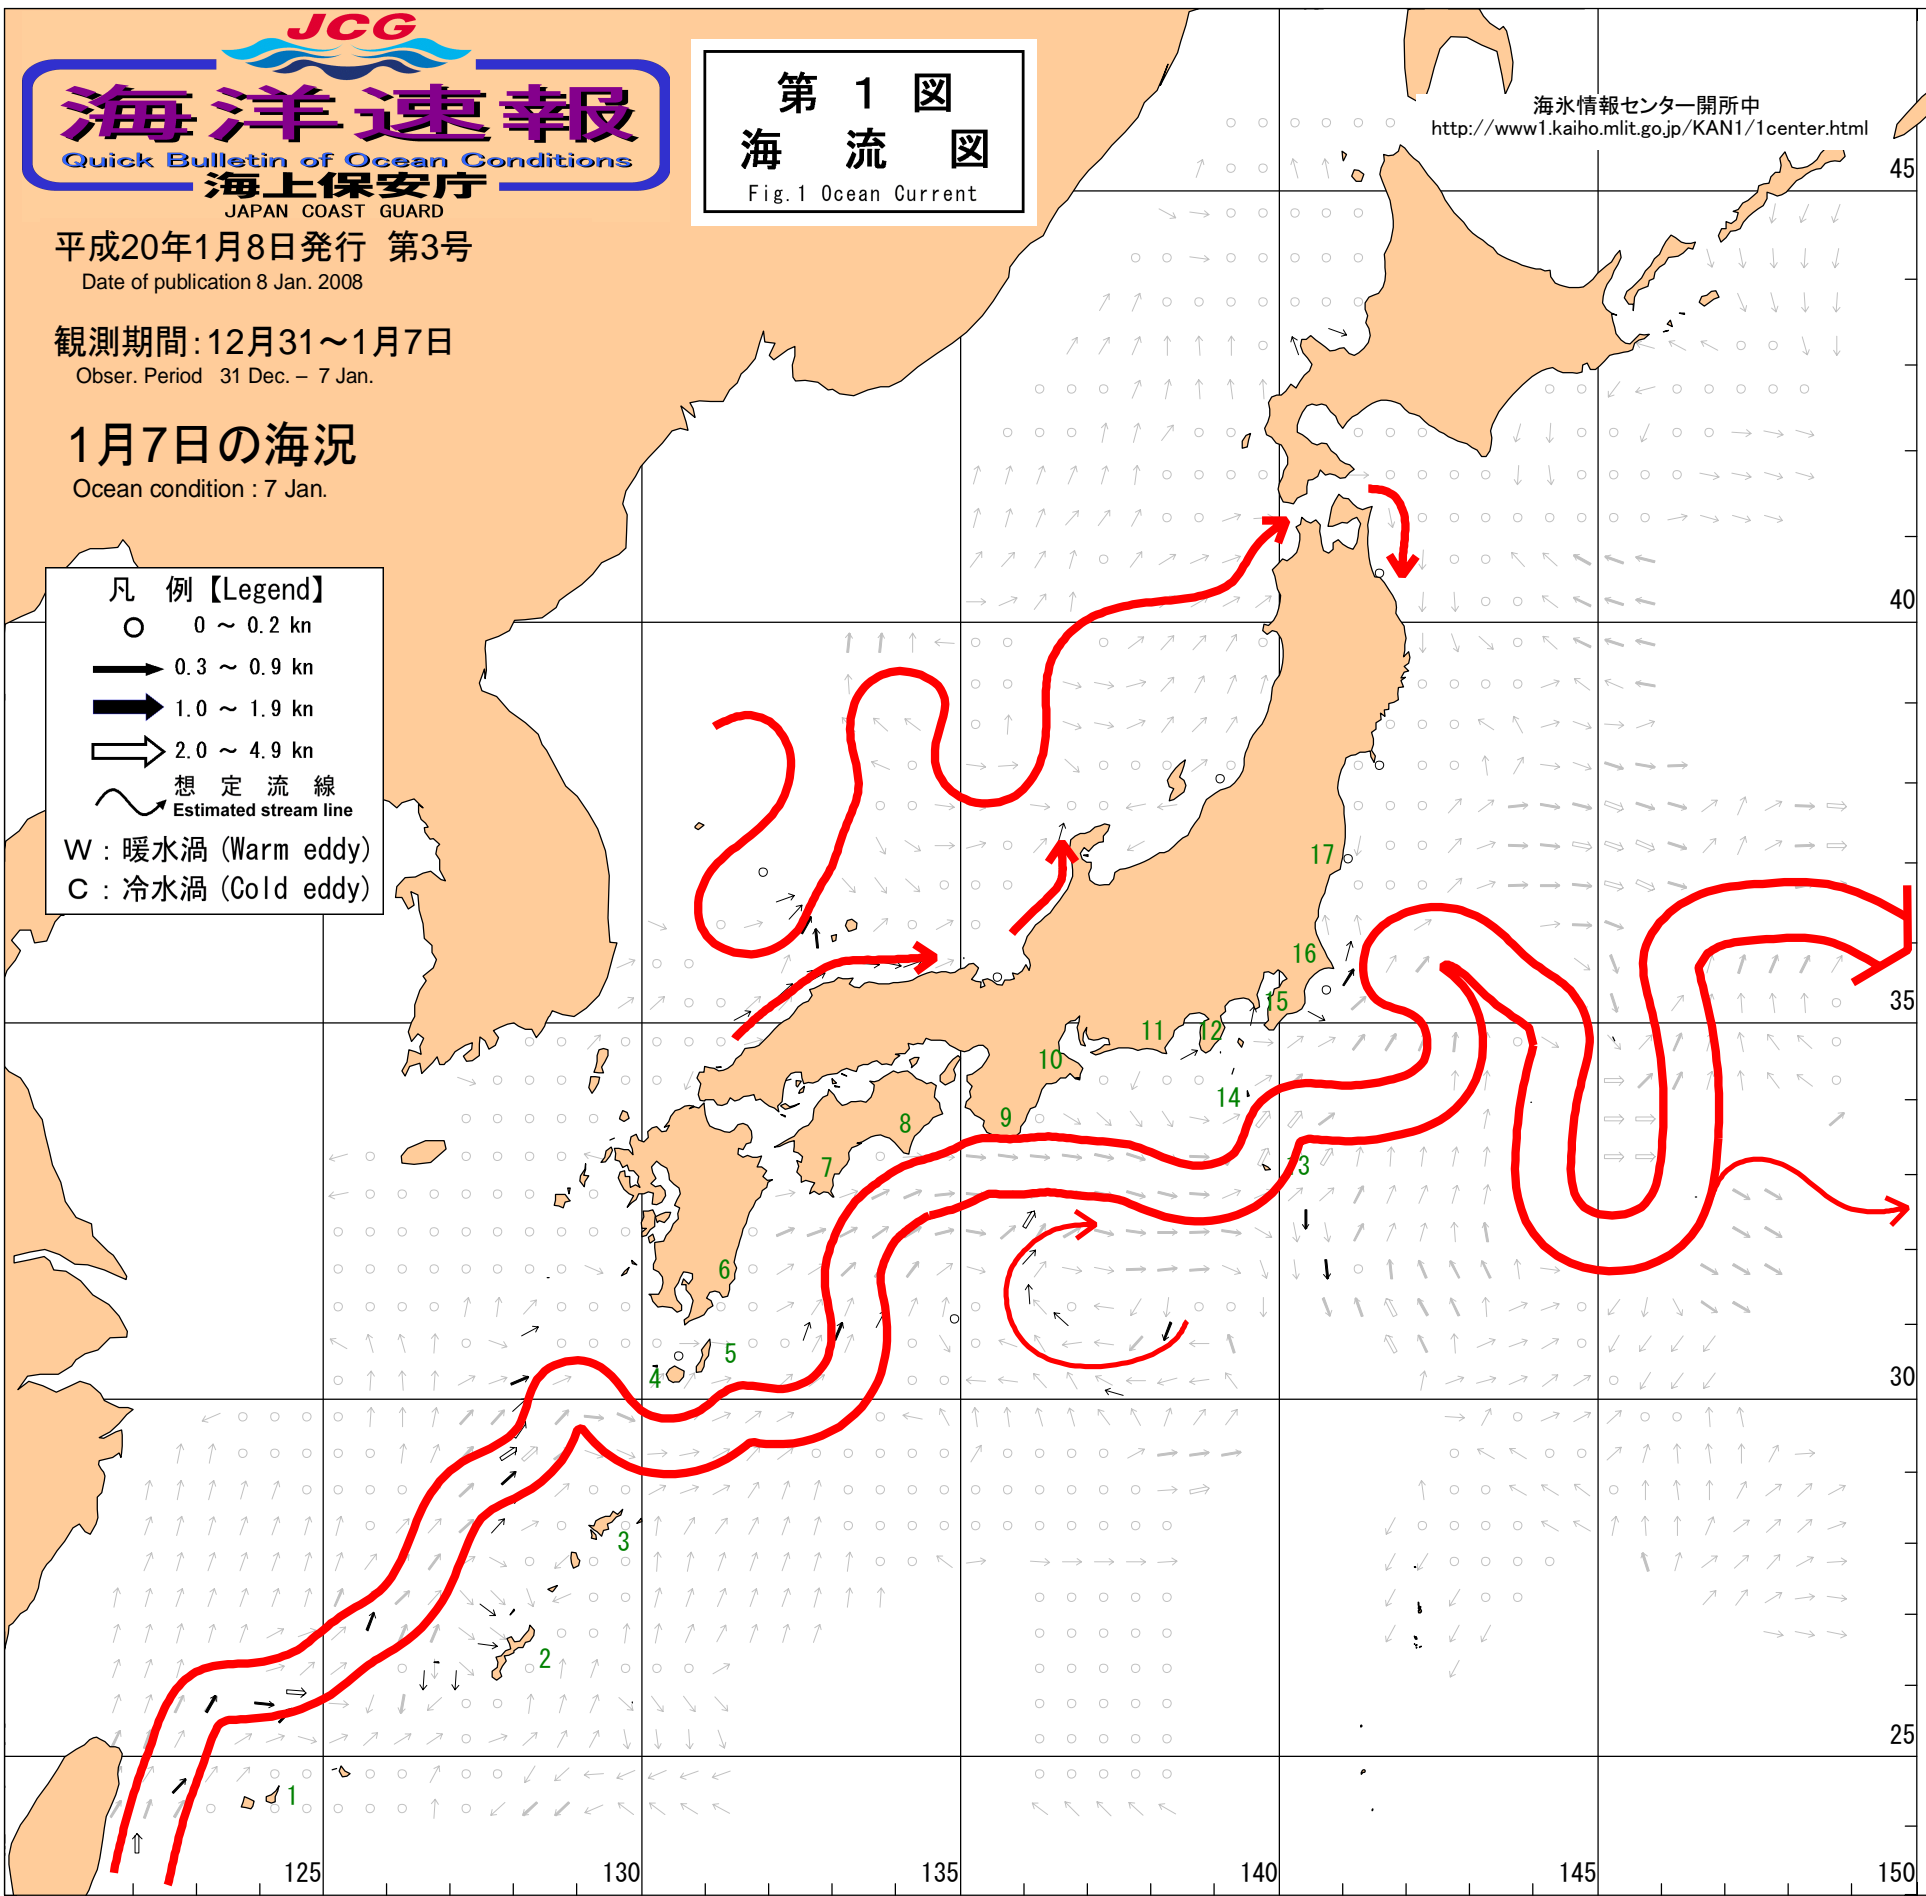 JCG
海洋速報
Quick Bulletin of Ocean Conditions
海上保安庁
JAPAN COAST GUARD
平成20年1月8日発行 第3号
Date of publication 8 Jan. 2008
観測期間：12月31～1月7日
Obser. Period 31 Dec. – 7 Jan.
1月7日の海況
Ocean condition : 7 Jan.
第 1 図
海 流 図
Fig.1 Ocean Current
海氷情報センター開所中
http://www1.kaiho.mlit.go.jp/KAN1/1center.html
凡 例【Legend】
0 ～ 0.2 kn
0.3 ～ 0.9 kn
1.0 ～ 1.9 kn
2.0 ～ 4.9 kn
想 定 流 線
Estimated stream line
W : 暖水渦 (Warm eddy)
C : 冷水渦 (Cold eddy)
45
40
17
16
35
15
11
12
10
14
9
8
7
13
6
5
4
30
3
2
25
1
125
130
135
140
145
150